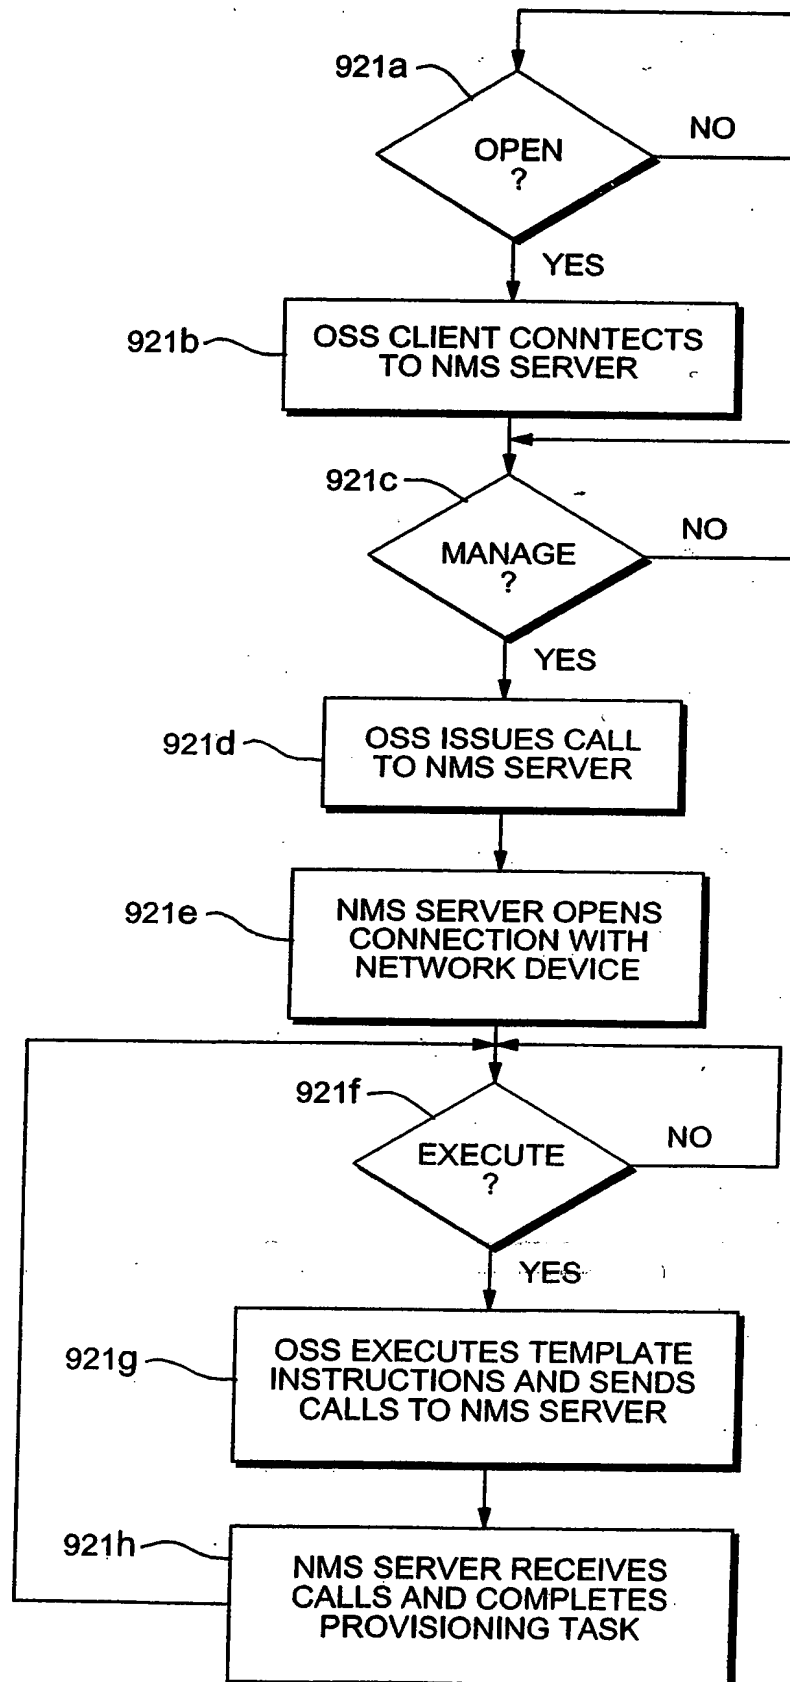 921a
OPEN
?
NO
YES
921b
OSS CLIENT CONNTECTS
TO NMS SERVER
921c
MANAGE
?
NO
YES
921d
OSS ISSUES CALL
TO NMS SERVER
921e
NMS SERVER OPENS
CONNECTION WITH
NETWORK DEVICE
921f
EXECUTE
?
NO
YES
921g
OSS EXECUTES TEMPLATE
INSTRUCTIONS AND SENDS
CALLS TO NMS SERVER
921h
NMS SERVER RECEIVES
CALLS AND COMPLETES
PROVISIONING TASK